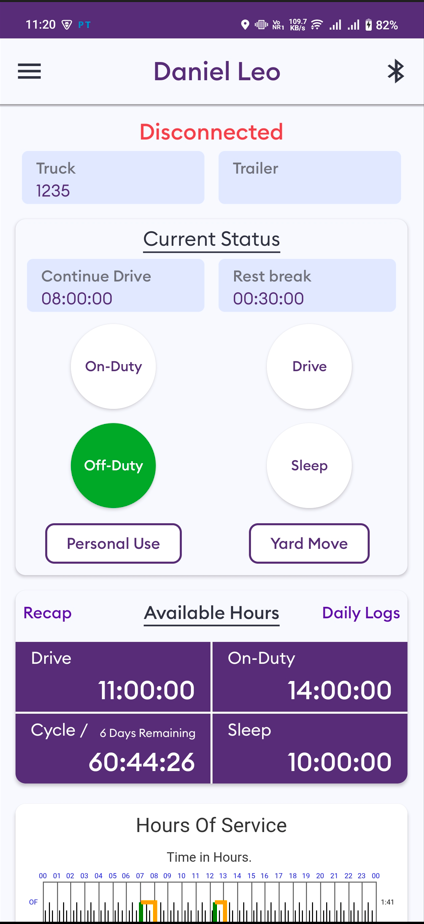 11:20 PT Vo NR1 109.7 KB/s 82%
Daniel Leo
Disconnected
Truck Trailer
1235
Current Status
Continue Drive Rest break
08:00:00 00:30:00
On-Duty Drive
Off-Duty Sleep
Personal Use Yard Move
Recap Available Hours Daily Logs
Drive On-Duty
11:00:00 14:00:00
Cycle / 6 Days Remaining Sleep
60:44:26 10:00:00
Hours Of Service
Time in Hours.
00 01 02 03 04 05 06 07 08 09 10 11 12 13 14 15 16 17 18 19 20 21 22 23 00
OF 1:41